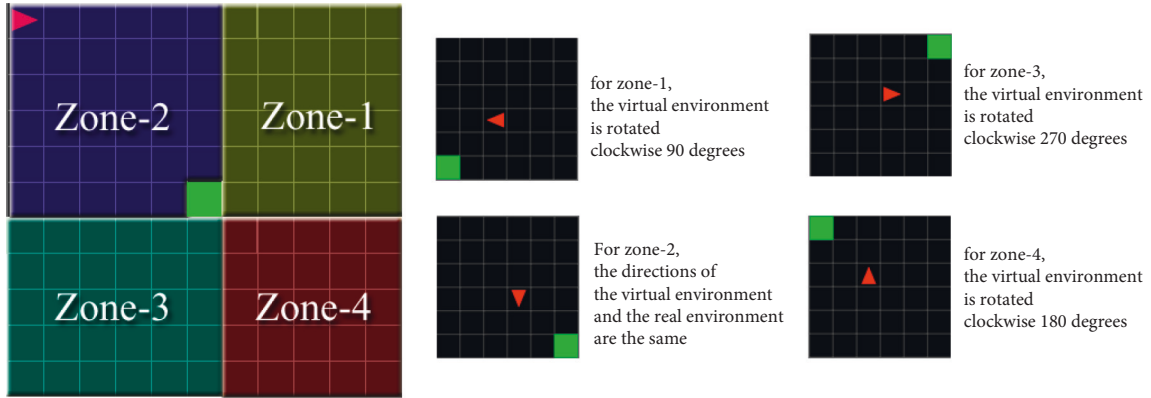 Zone-2
Zone-1
Zone-3
Zone-4
for zone-1,
the virtual environment
is rotated
clockwise 90 degrees
For zone-2,
the directions of
the virtual environment
and the real environment
are the same
for zone-3,
the virtual environment
is rotated
clockwise 270 degrees
for zone-4,
the virtual environment
is rotated
clockwise 180 degrees